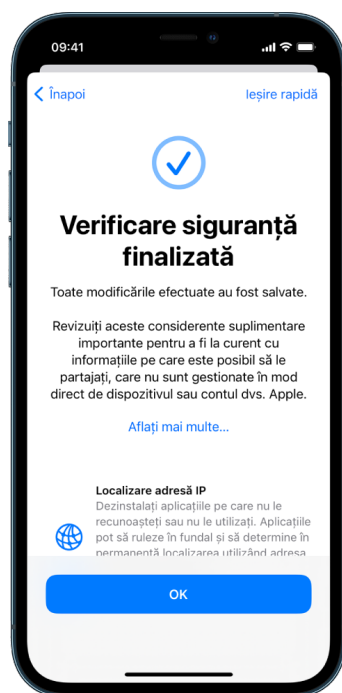 09:41
Înapoi
Ieșire rapidă
Verificare siguranță
finalizată
Toate modificările efectuate au fost salvate.
Revizuiți aceste considerente suplimentare
importante pentru a fi la curent cu
informațiile pe care este posibil să le
partajați, care nu sunt gestionate în mod
direct de dispozitivul sau contul dvs. Apple.
Aflați mai multe...
Localizare adresă IP
Dezinstalați aplicațiile pe care nu le
recunoașteți sau nu le utilizați. Aplicațiile
pot să ruleze în fundal și să determine în
permanență localizarea utilizând adresa
OK